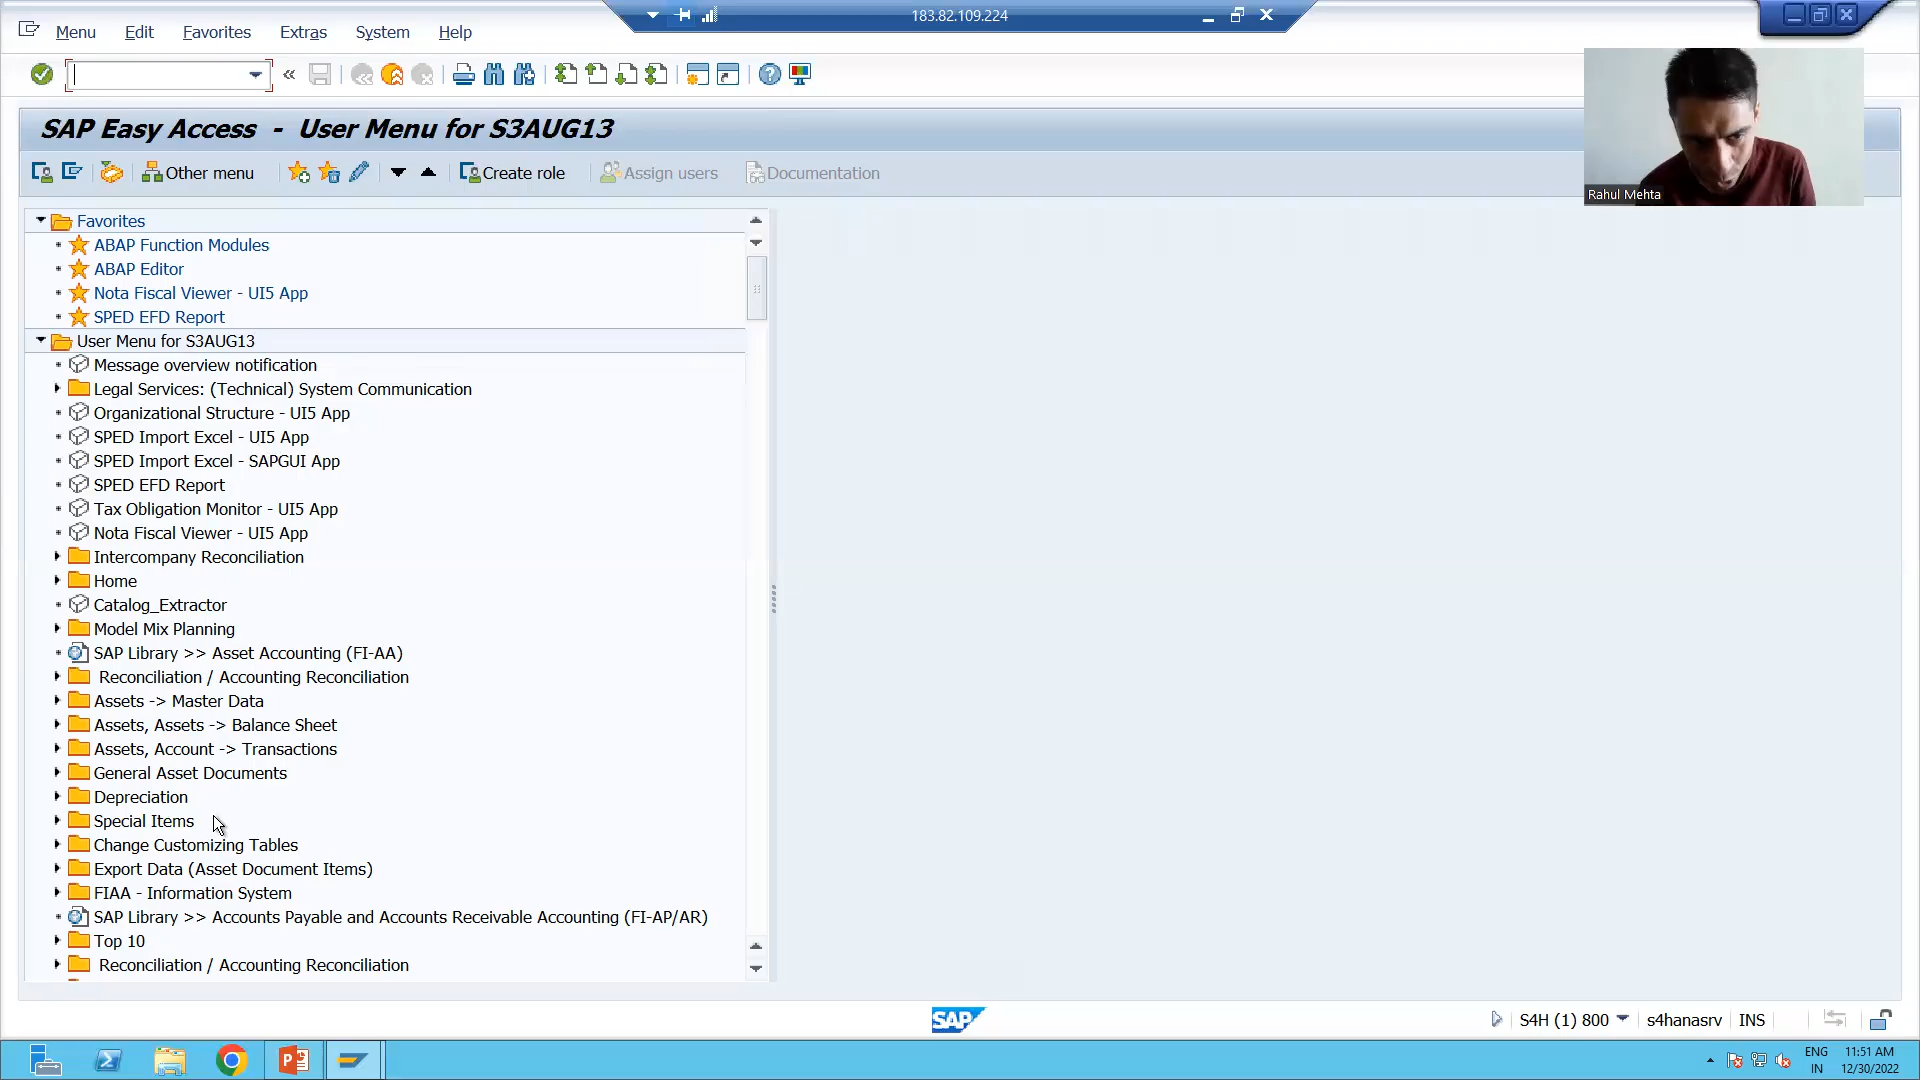 183.82.109.224
Menu Edit Favorites Extras System Help
Rahul Mehta
SAP Easy Access - User Menu for S3AUG13
Other menu Create role Assign users Documentation
Favorites
ABAP Function Modules
ABAP Editor
Nota Fiscal Viewer - UI5 App
SPED EFD Report
User Menu for S3AUG13
Message overview notification
Legal Services: (Technical) System Communication
Organizational Structure - UI5 App
SPED Import Excel - UI5 App
SPED Import Excel - SAPGUI App
SPED EFD Report
Tax Obligation Monitor - UI5 App
Nota Fiscal Viewer - UI5 App
Intercompany Reconciliation
Home
Catalog_Extractor
Model Mix Planning
SAP Library >> Asset Accounting (FI-AA)
Reconciliation / Accounting Reconciliation
Assets -> Master Data
Assets, Assets -> Balance Sheet
Assets, Account -> Transactions
General Asset Documents
Depreciation
Special Items
Change Customizing Tables
Export Data (Asset Document Items)
FIAA - Information System
SAP Library >> Accounts Payable and Accounts Receivable Accounting (FI-AP/AR)
Top 10
Reconciliation / Accounting Reconciliation
SAP
S4H (1) 800 s4hanasrv INS
ENG 11:51 AM
IN 12/30/2022